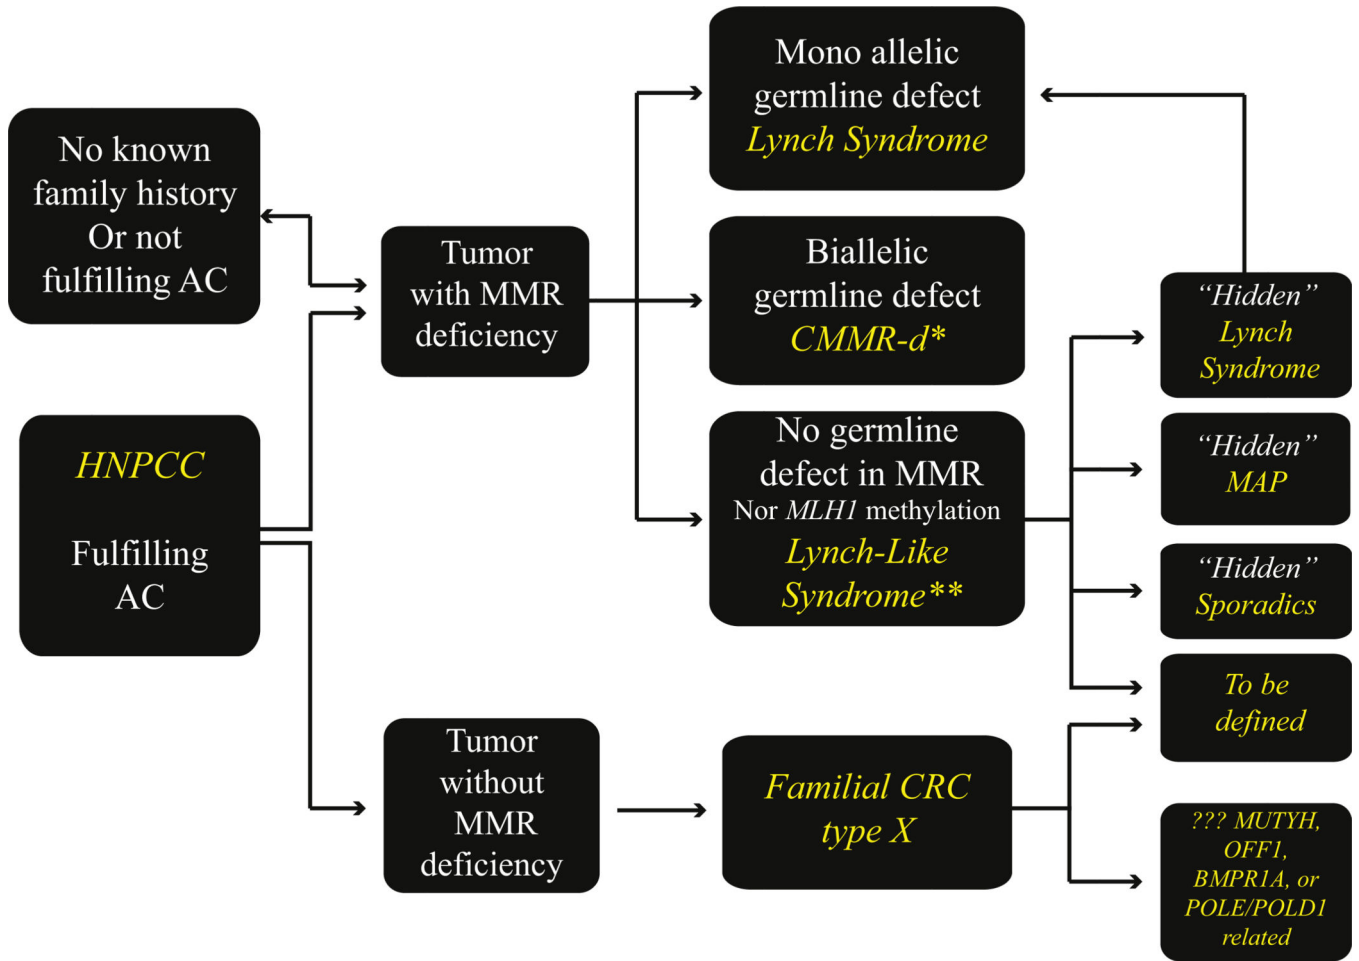 No known
family history
Or not
fulfilling AC
HNPCC
Fulfilling
AC
Tumor
with MMR
deficiency
Tumor
without
MMR
deficiency
Mono allelic
germline defect
Lynch Syndrome
Biallelic
germline defect
CMMR-d*
No germline
defect in MMR
Nor MLH1 methylation
Lynch-Like
Syndrome**
Familial CRC
type X
“Hidden”
Lynch
Syndrome
“Hidden”
MAP
“Hidden”
Sporadics
To be
defined
??? MUTYH,
OFF1,
BMPR1A, or
POLE/POLD1
related